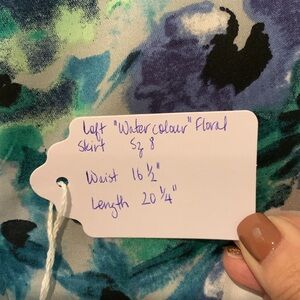 Loft "Watercolour" Floral
Skirt Sz 8
Waist 16 ½"
Length 20 ¼"